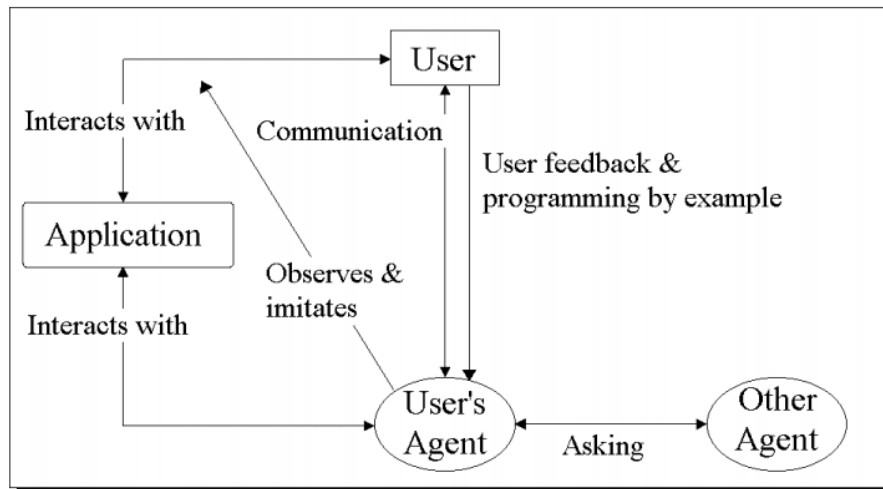 User
Interacts with
Communication
User feedback &
programming by example
Application
Observes &
imitates
Interacts with
User's
Agent
Asking
Other
Agent